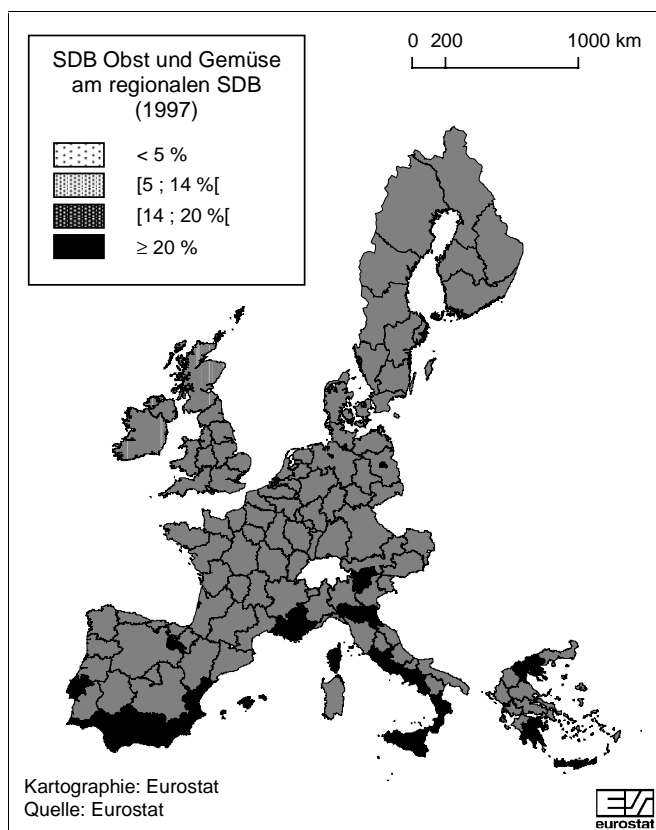 SDB Obst und Gemüse
am regionalen SDB
(1997)
< 5 %
[5 ; 14 %[
[14 ; 20 %[
≥ 20 %
0 200 1000 km
Kartographie: Eurostat
Quelle: Eurostat
eurostat